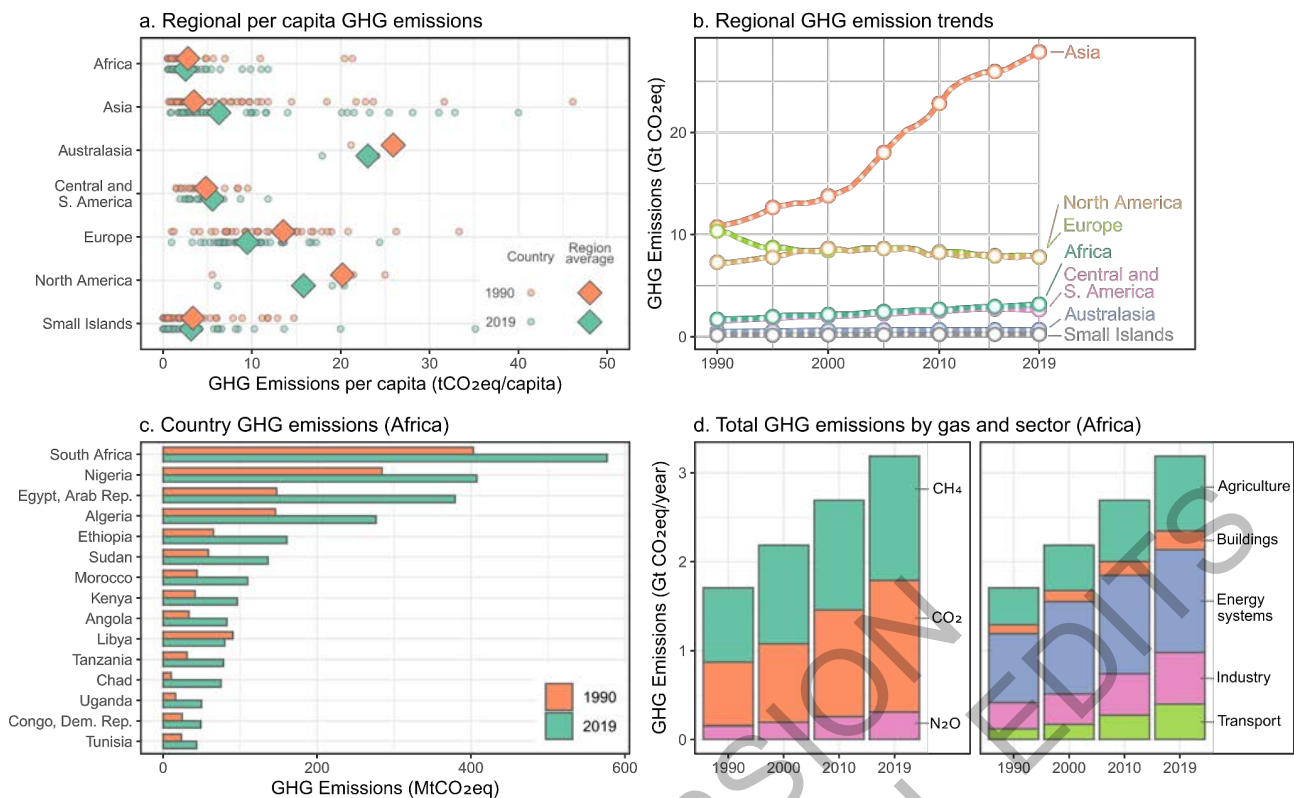 a. Regional per capita GHG emissions
Africa
Asia
Australasia
Central and
S. America
Europe
North America
Small Islands
Country
Region
average
1990
2019
0
10
20
30
40
50
GHG Emissions per capita (tCO₂eq/capita)
b. Regional GHG emission trends
GHG Emissions (Gt CO₂eq)
20
10
0
Asia
North America
Europe
Africa
Central and
S. America
Australasia
Small Islands
1990
2000
2010
2019
c. Country GHG emissions (Africa)
South Africa
Nigeria
Egypt, Arab Rep.
Algeria
Ethiopia
Sudan
Morocco
Kenya
Angola
Libya
Tanzania
Chad
Uganda
Congo, Dem. Rep.
Tunisia
1990
2019
0
200
400
600
GHG Emissions (MtCO₂eq)
d. Total GHG emissions by gas and sector (Africa)
GHG Emissions (Gt CO₂eq/year)
3
2
1
0
CH₄
CO₂
N₂O
1990
2000
2010
2019
Agriculture
Buildings
Energy
systems
Industry
Transport
1990
2000
2010
2019
EDITS